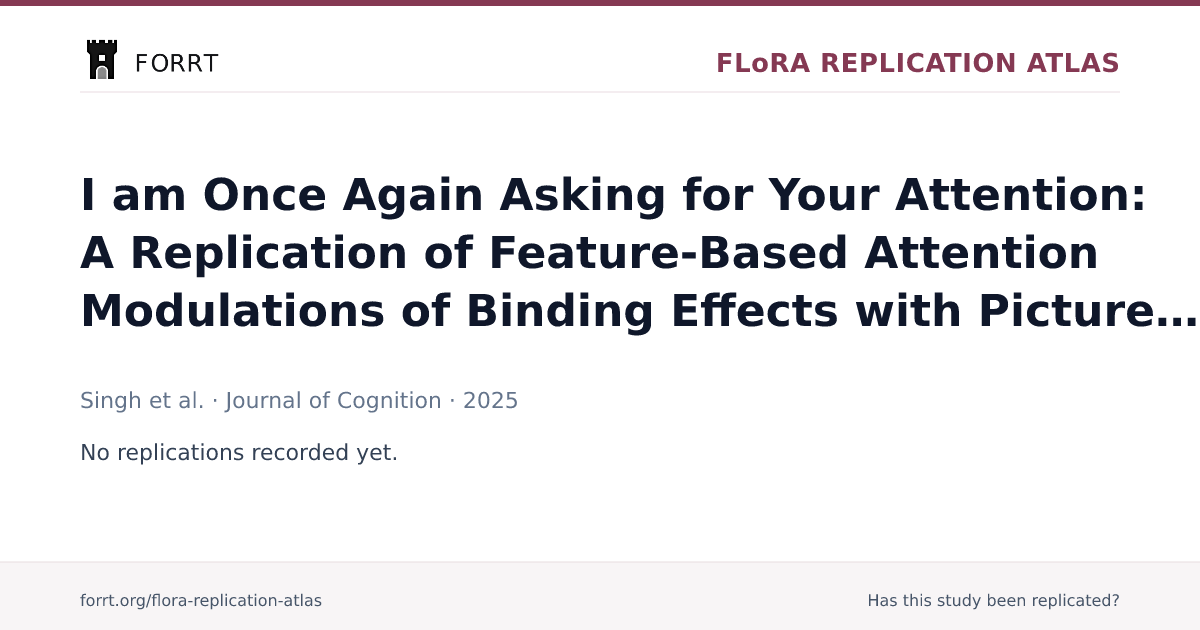 FORRT
FLoRA REPLICATION ATLAS
I am Once Again Asking for Your Attention:
A Replication of Feature-Based Attention
Modulations of Binding Effects with Picture…
Singh et al. · Journal of Cognition · 2025
No replications recorded yet.
forrt.org/flora-replication-atlas
Has this study been replicated?